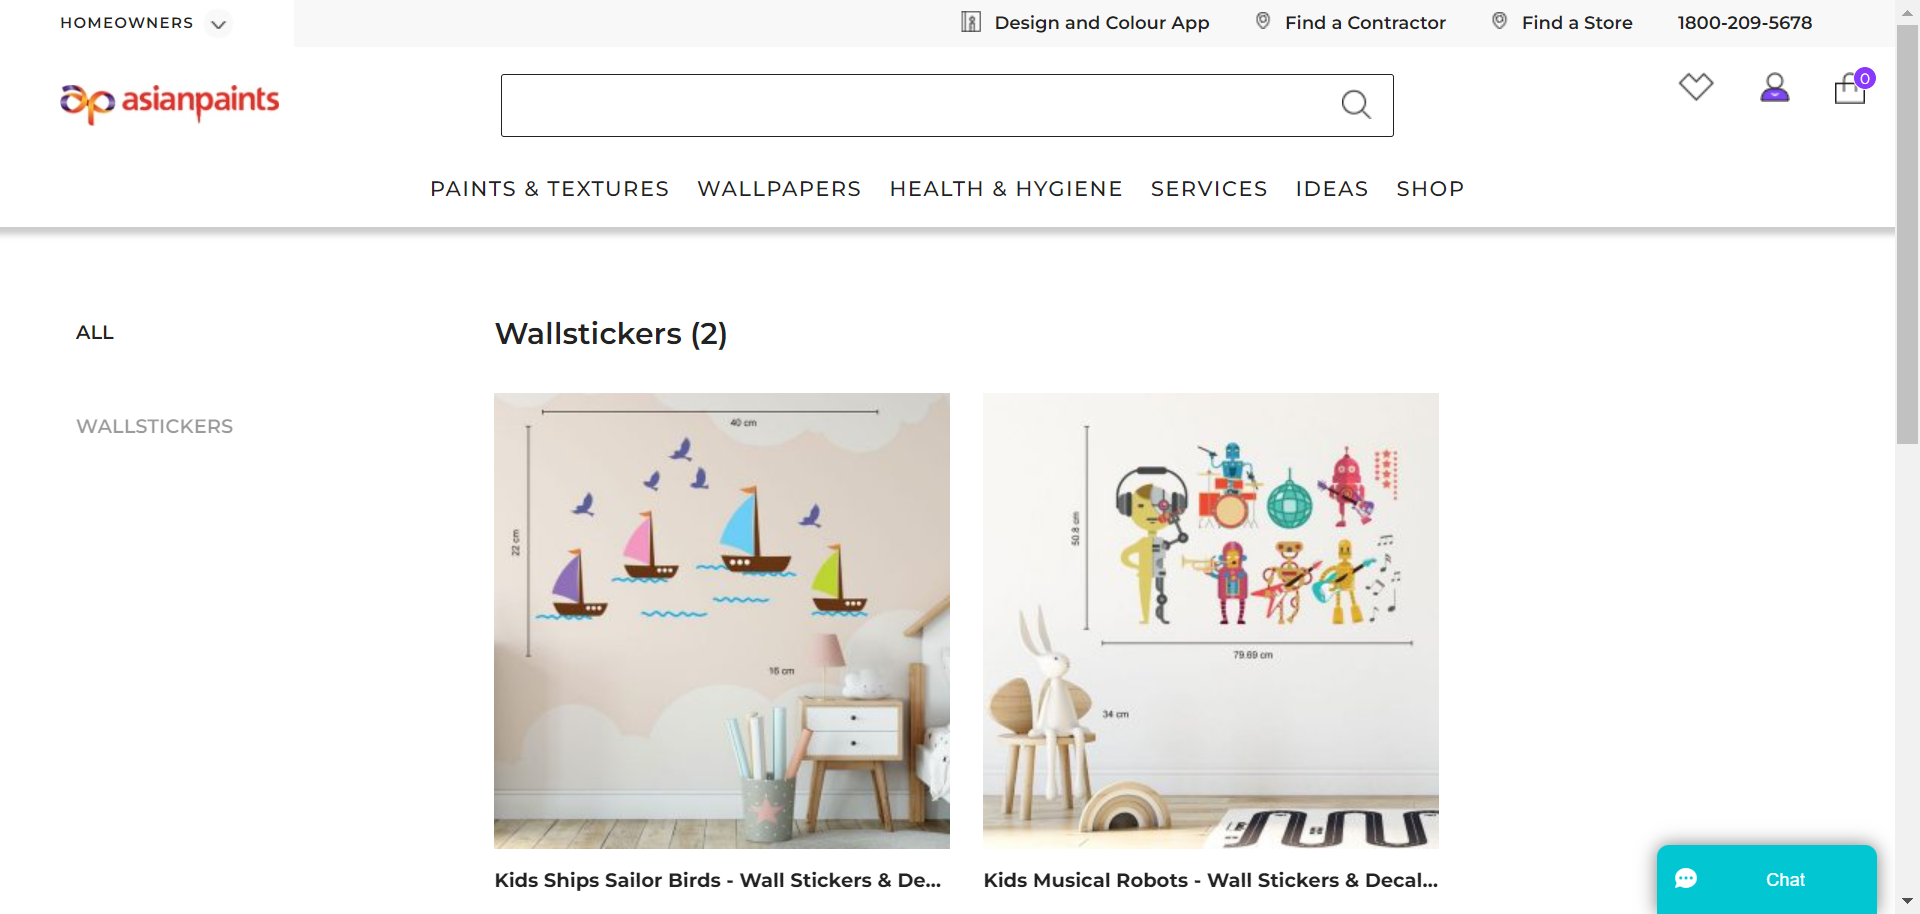 HOMEOWNERS
Design and Colour App
Find a Contractor
Find a Store
1800-209-5678
asianpaints
0
PAINTS & TEXTURES
WALLPAPERS
HEALTH & HYGIENE
SERVICES
IDEAS
SHOP
ALL
WALLSTICKERS
Wallstickers (2)
40 cm
22 cm
16 cm
50.8 cm
79.69 cm
34 cm
Kids Ships Sailor Birds - Wall Stickers & De...
Kids Musical Robots - Wall Stickers & Decal...
Chat